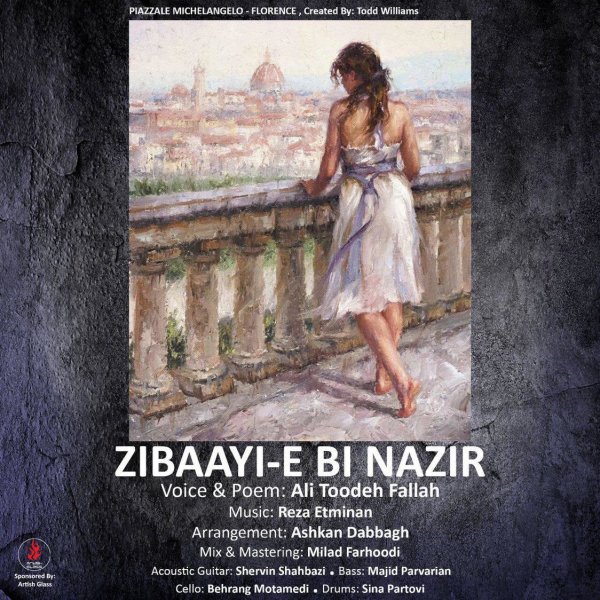 PIAZZALE MICHELANGELO - FLORENCE , Created By: Todd Williams
ZIBAAYI-E BI NAZIR
Voice & Poem: Ali Toodeh Fallah
Music: Reza Etminan
Arrangement: Ashkan Dabbagh
Mix & Mastering: Milad Farhoodi
Acoustic Guitar: Shervin Shahbazi • Bass: Majid Parvarian
Cello: Behrang Motamedi • Drums: Sina Partovi
Sponsored By:
Artish Glass